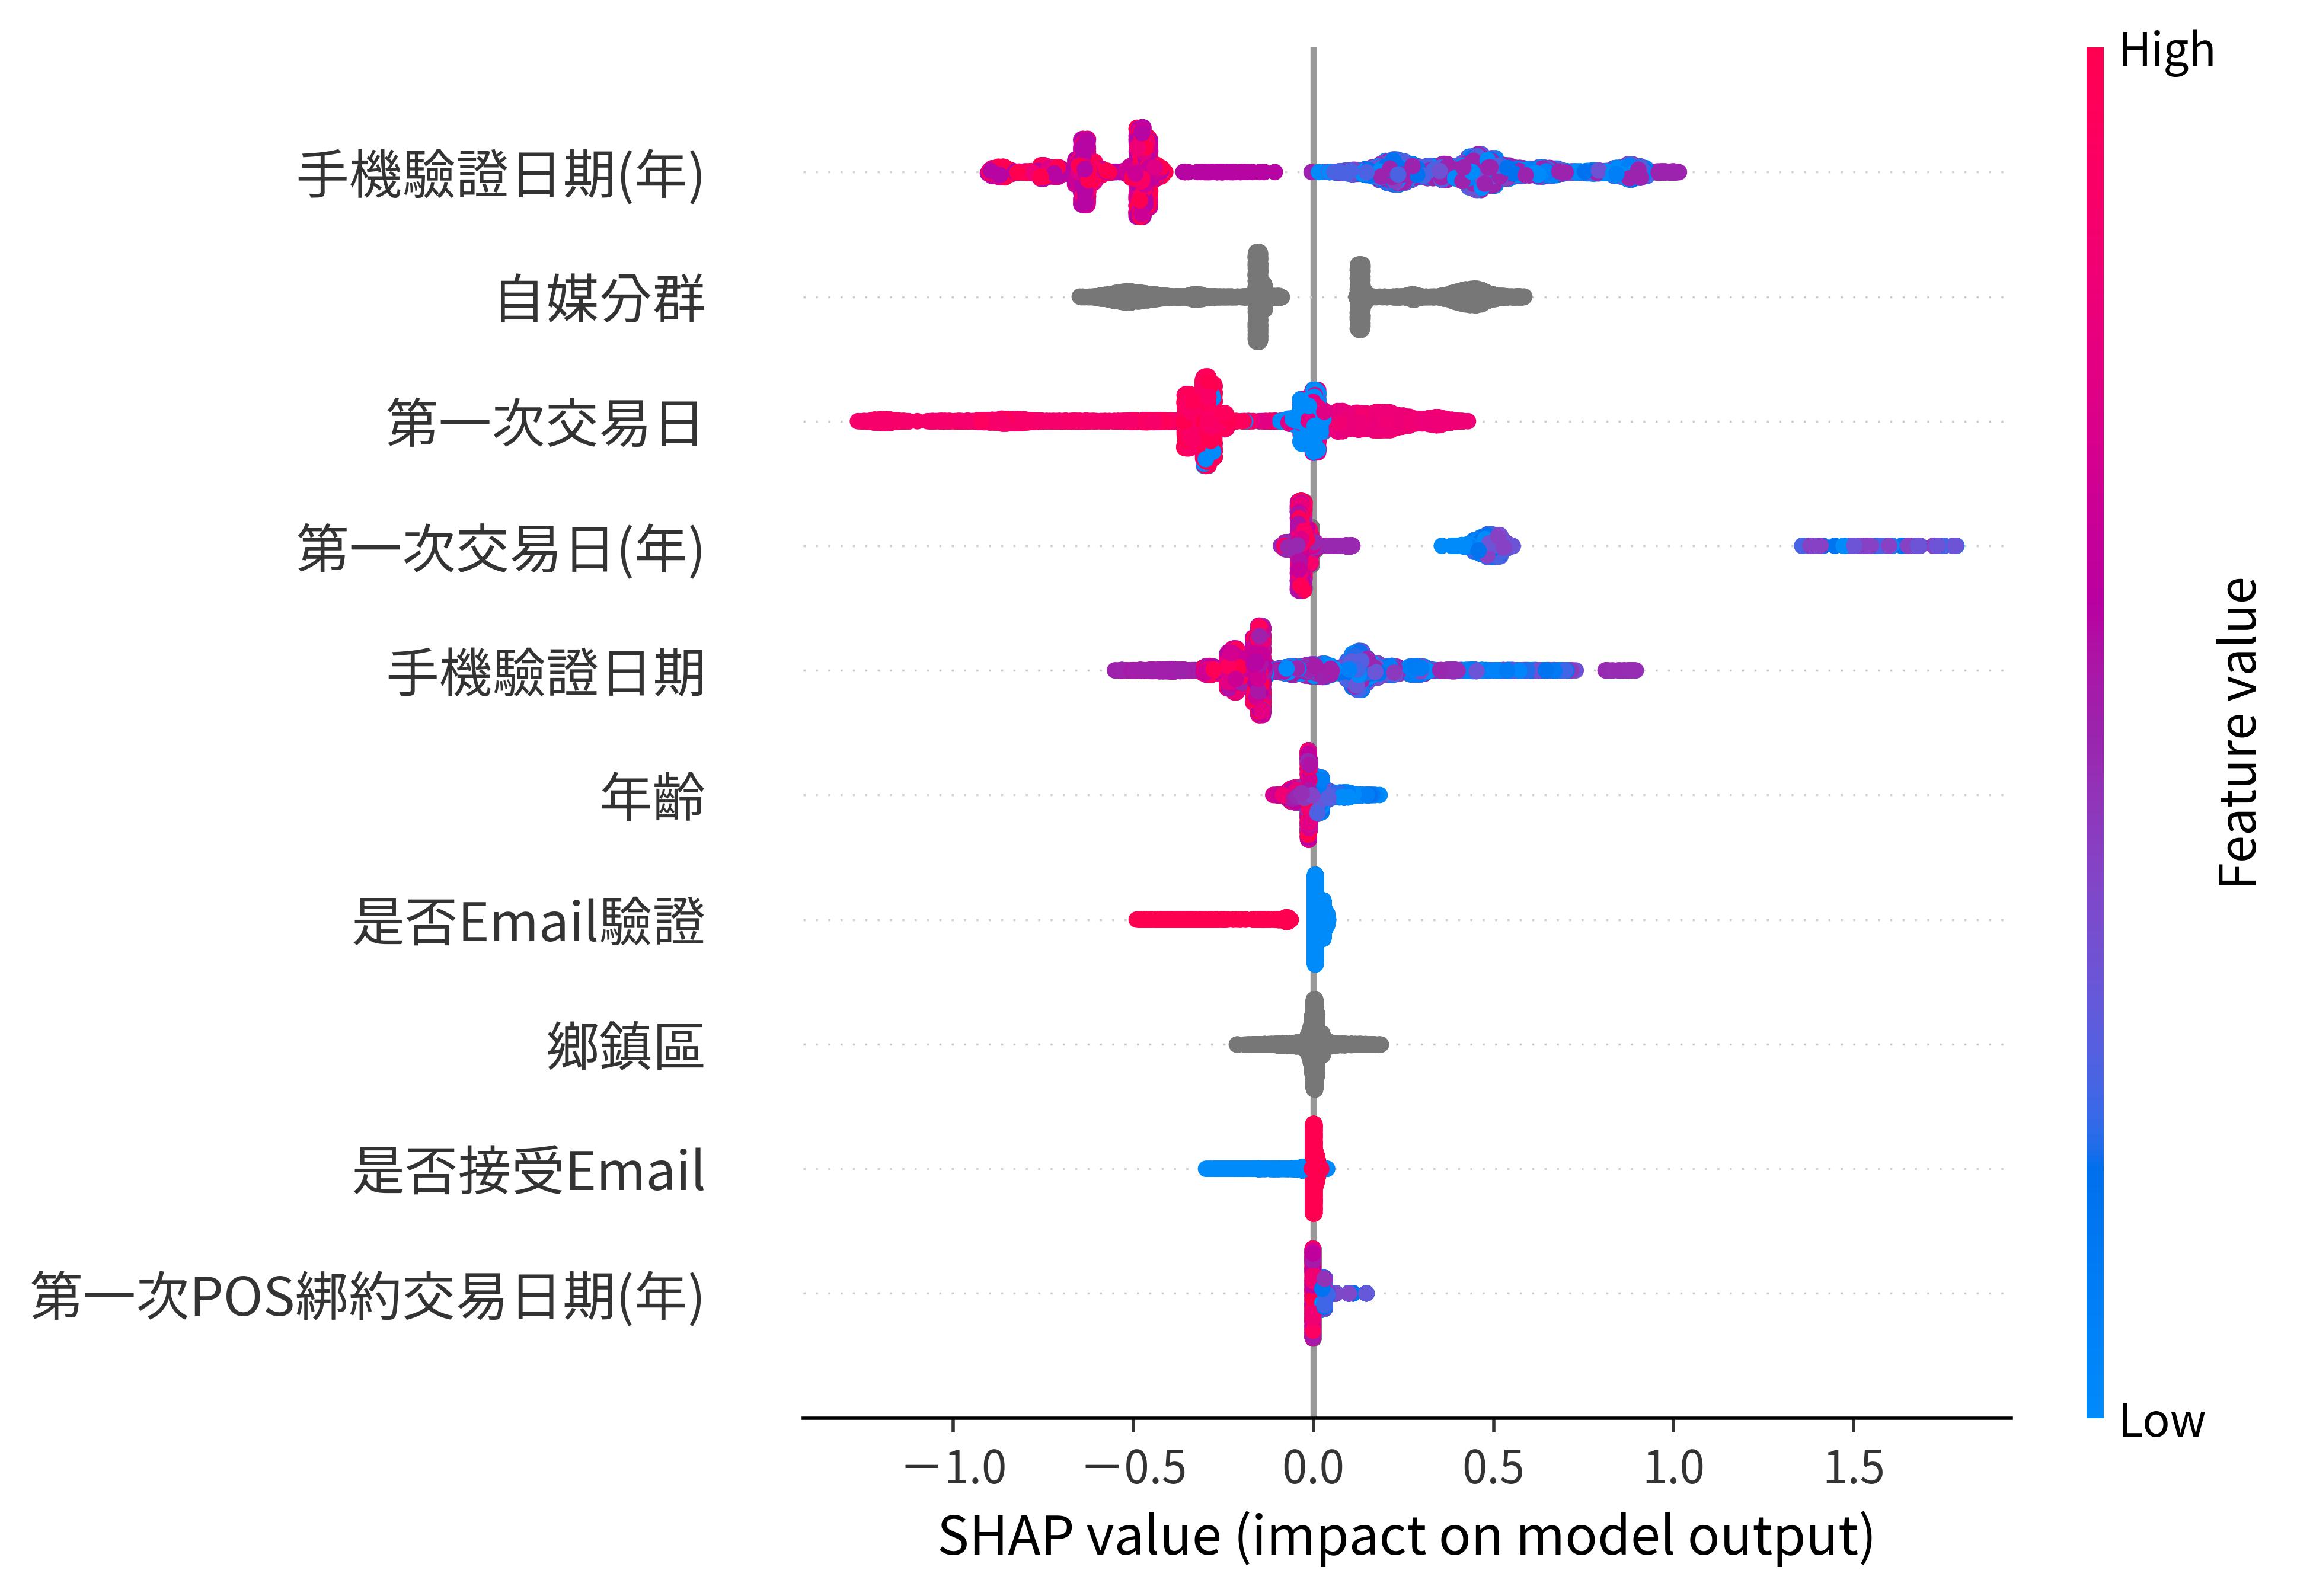 High
手機驗證日期(年)
自媒分群
第一次交易日
第一次交易日(年)
手機驗證日期
年齡
是否Email驗證
鄉鎮區
是否接受Email
第一次POS綁約交易日期(年)
Feature value
Low
−1.0 −0.5 0.0 0.5 1.0 1.5
SHAP value (impact on model output)